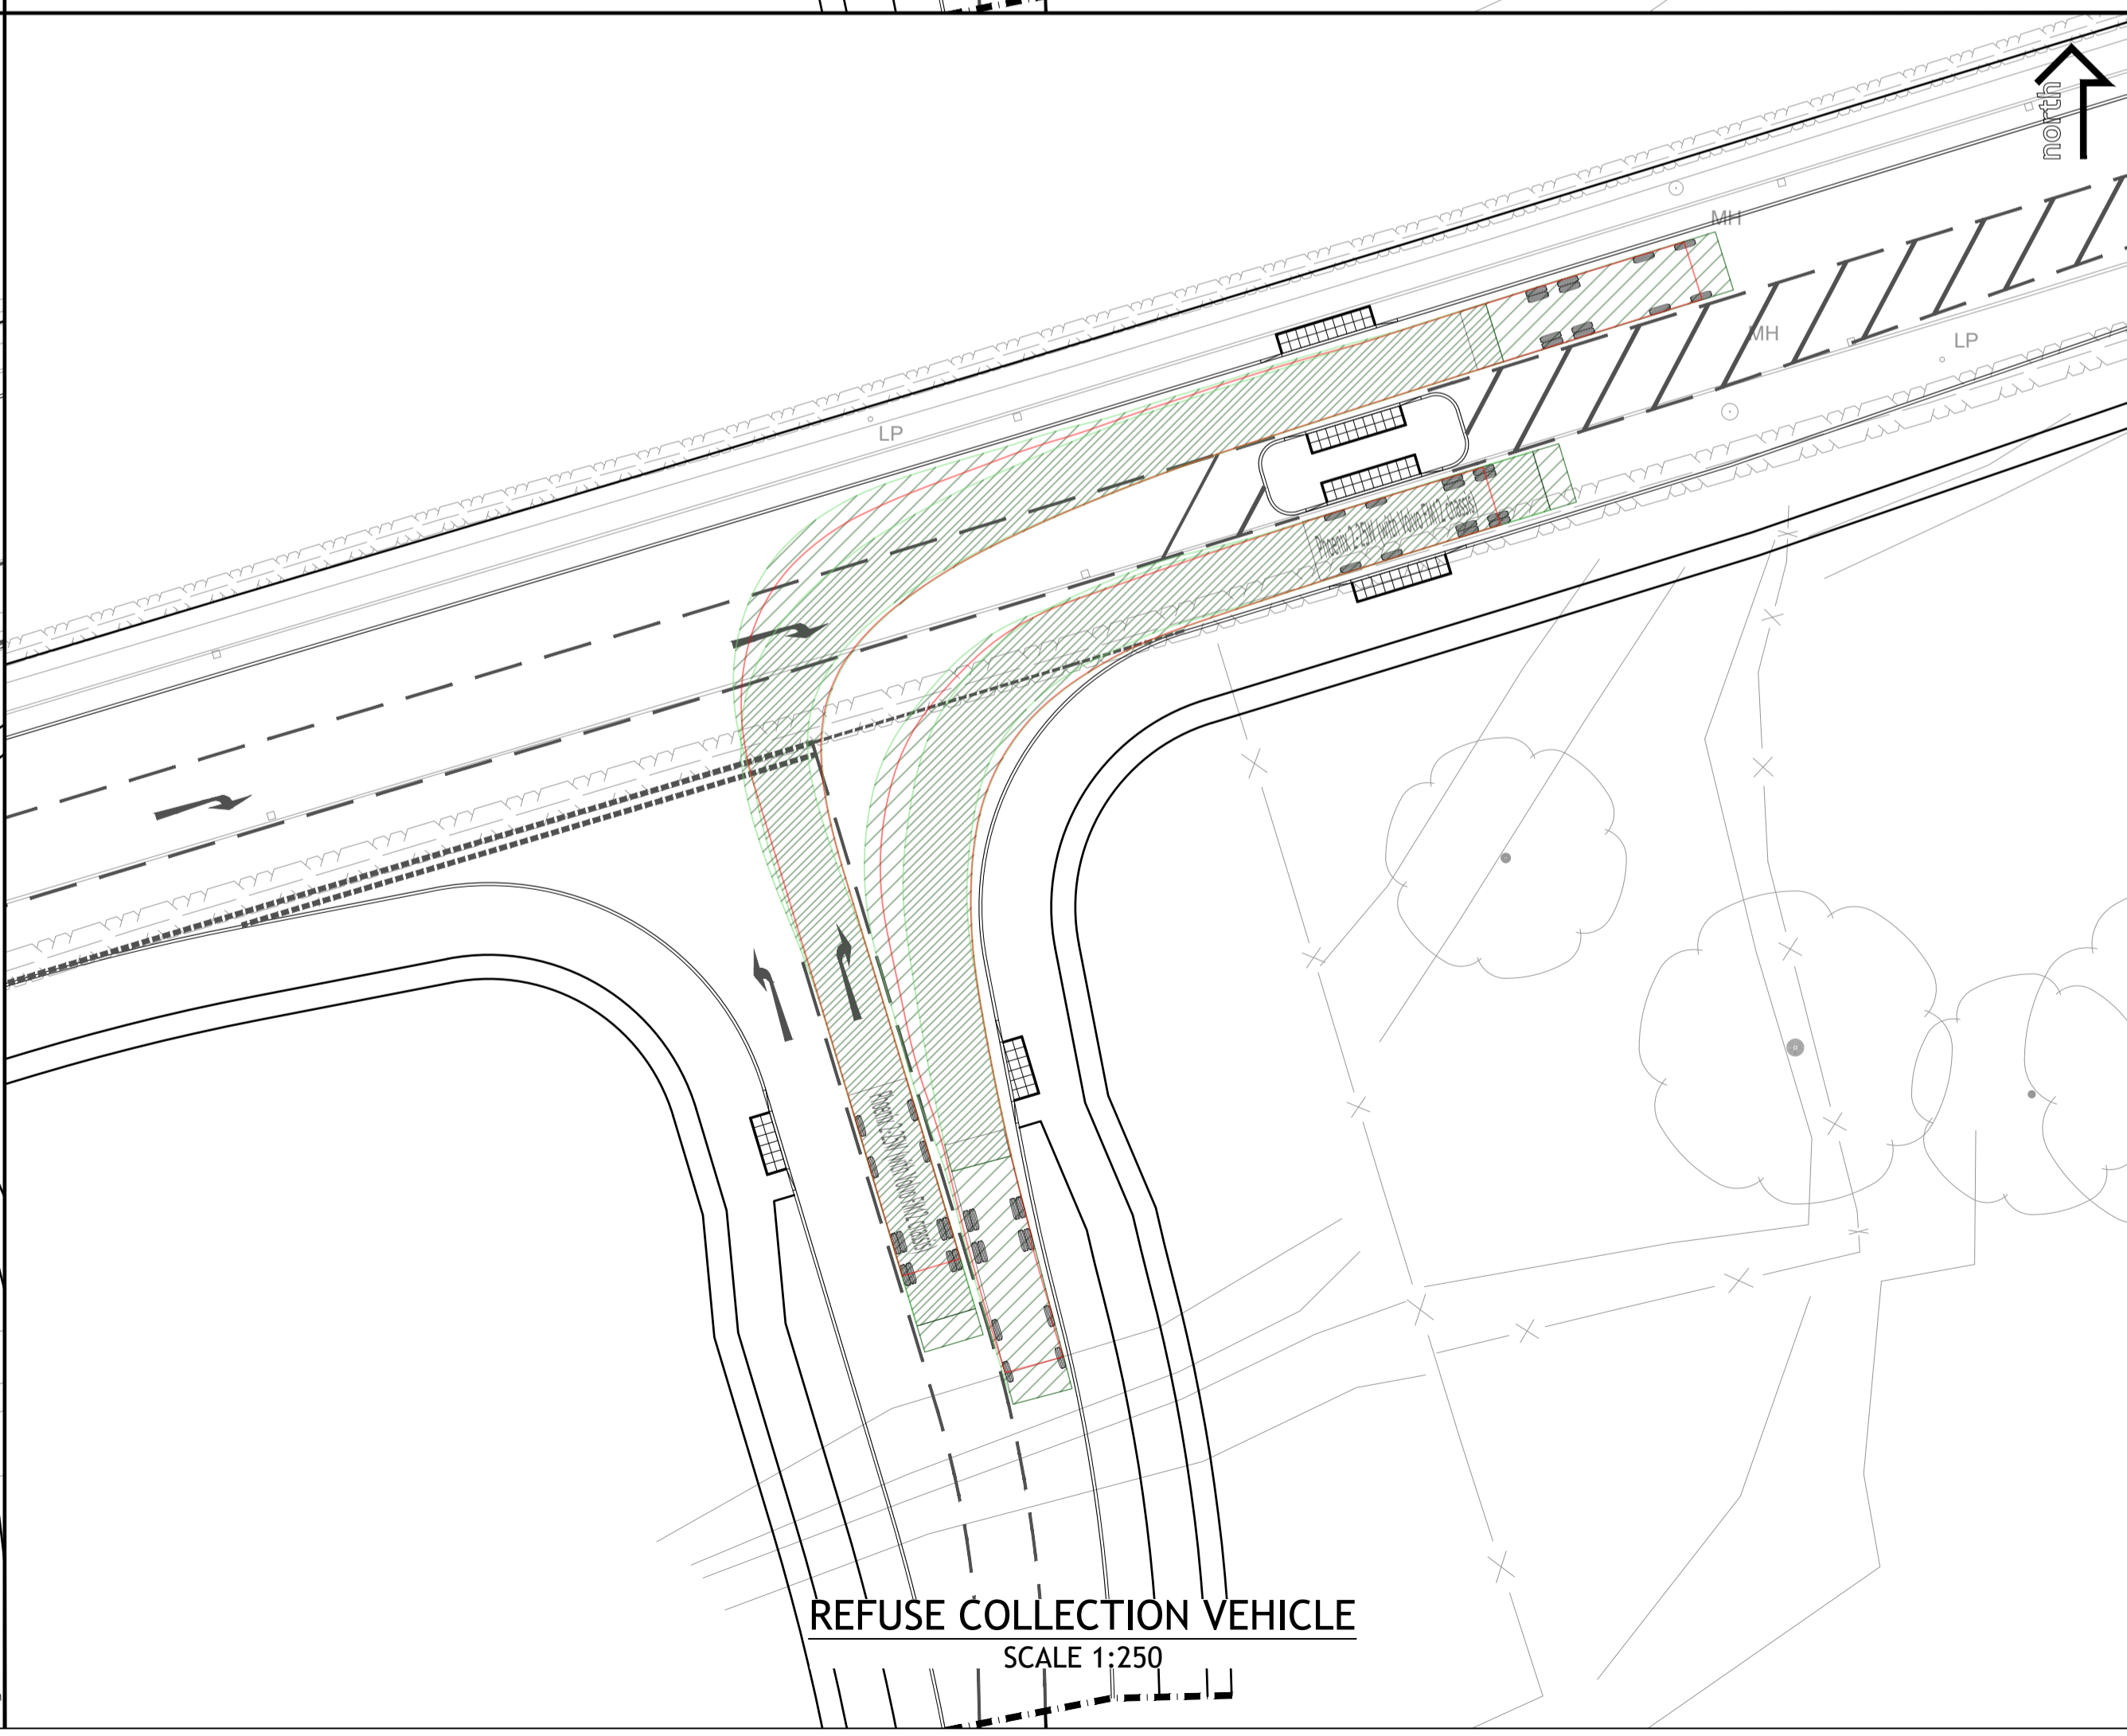 north
MH
LP
MH
LP
Phoenix 2-25W (with Volvo FM12 chassis)
Phoenix 2-25W (with Volvo FM12 chassis)
REFUSE COLLECTION VEHICLE
SCALE 1:250